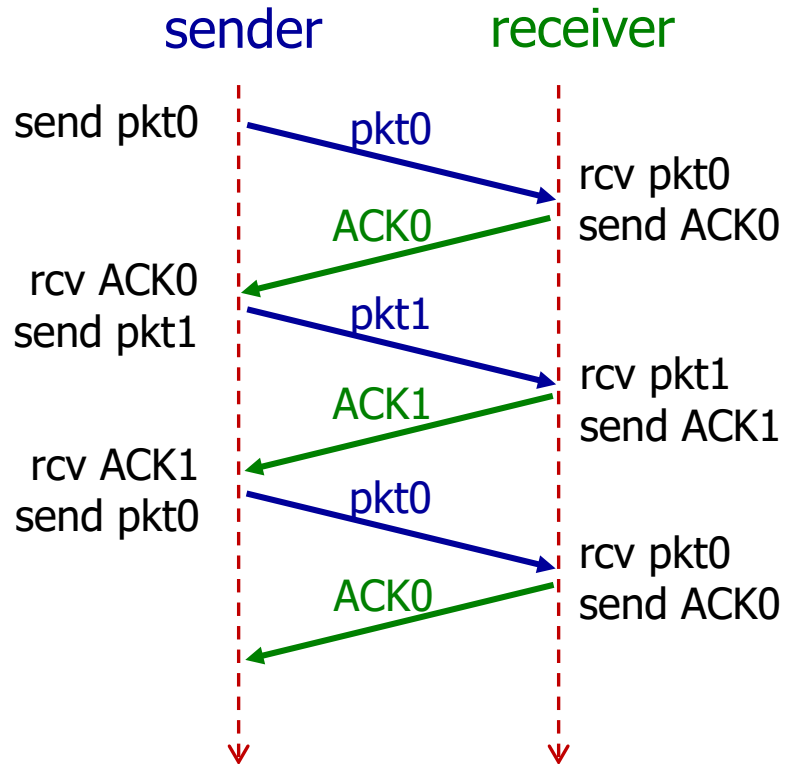 sender
receiver
send pkt0
pkt0
rcv pkt0
send ACK0
ACK0
rcv ACK0
send pkt1
pkt1
rcv pkt1
send ACK1
ACK1
rcv ACK1
send pkt0
pkt0
rcv pkt0
send ACK0
ACK0